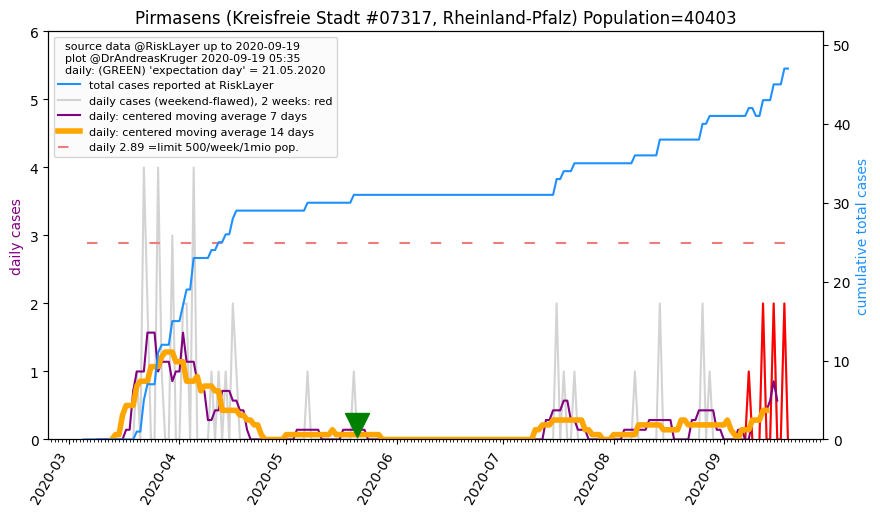 Pirmasens (Kreisfreie Stadt #07317, Rheinland-Pfalz) Population=40403
source data @RiskLayer up to 2020-09-19
plot @DrAndreasKruger 2020-09-19 05:35
daily: (GREEN) 'expectation day' = 21.05.2020
total cases reported at RiskLayer
daily cases (weekend-flawed), 2 weeks: red
daily: centered moving average 7 days
daily: centered moving average 14 days
daily 2.89 =limit 500/week/1mio pop.
daily cases
6
5
4
3
2
1
0
cumulative total cases
50
40
30
20
10
0
2020-03
2020-04
2020-05
2020-06
2020-07
2020-08
2020-09